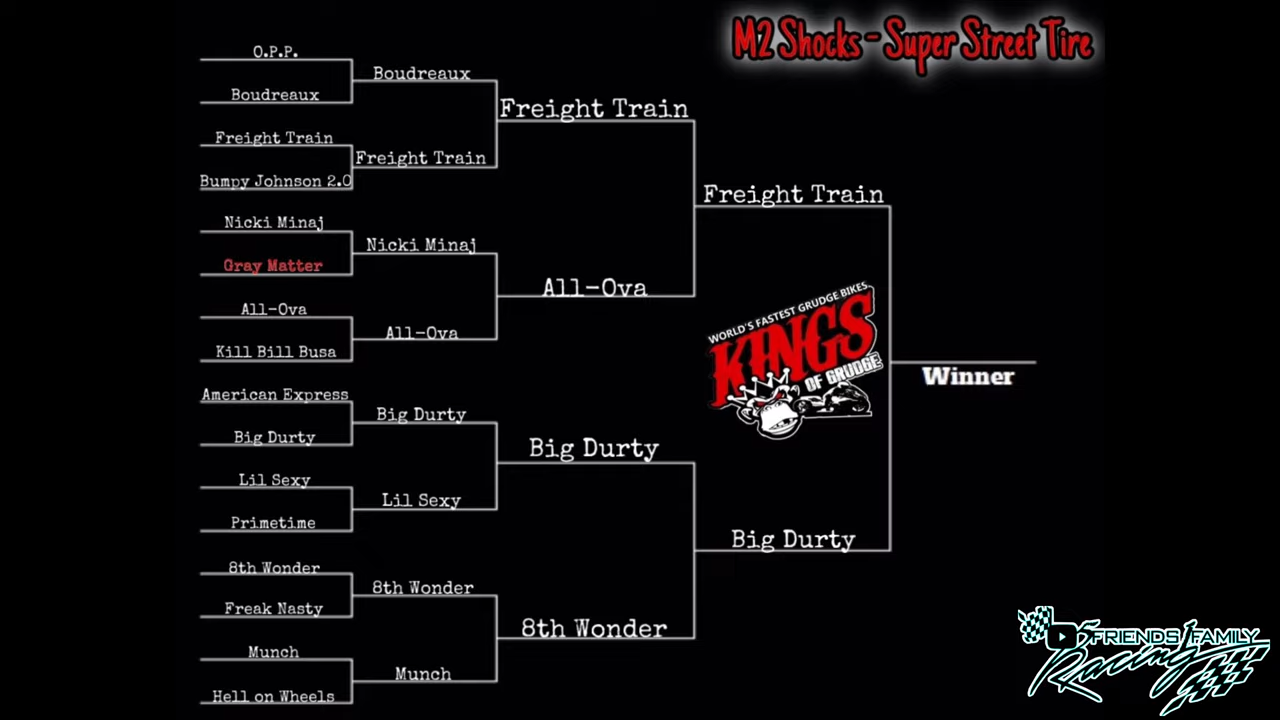 M2 Shocks - Super Street Tire
O.P.P.
Boudreaux
Freight Train
Bumpy Johnson 2.0
Nicki Minaj
Gray Matter
All-Ova
Kill Bill Busa
American Express
Big Durty
Lil Sexy
Primetime
8th Wonder
Freak Nasty
Munch
Hell on Wheels
Boudreaux
Freight Train
Nicki Minaj
All-Ova
Big Durty
Lil Sexy
8th Wonder
Munch
Freight Train
All-Ova
Big Durty
8th Wonder
Freight Train
Big Durty
WORLD'S FASTEST GRUDGE BIKES
KINGS
OF GRUDGE
Winner
5FRIENDS1FAMILY
Racing